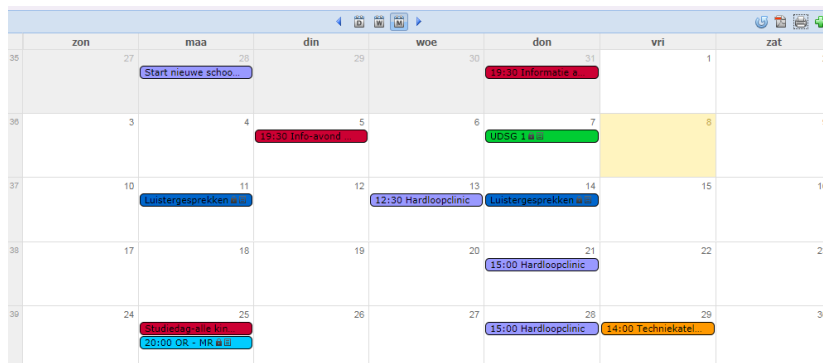 D W M
zon maa din woe don vri zat
35 27 28 29 30 31 1
Start nieuwe schoo...
19:30 Informatie a...
36 3 4 5 6 7 8
19:30 Info-avond ...
UDSG 1
37 10 11 12 13 14 15
Luistergesprekken
12:30 Hardloopclinic
Luistergesprekken
38 17 18 19 20 21 22
15:00 Hardloopclinic
39 24 25 26 27 28 29
Studiedag-alle kin...
15:00 Hardloopclinic
14:00 Techniekatel...
20:00 OR - MR